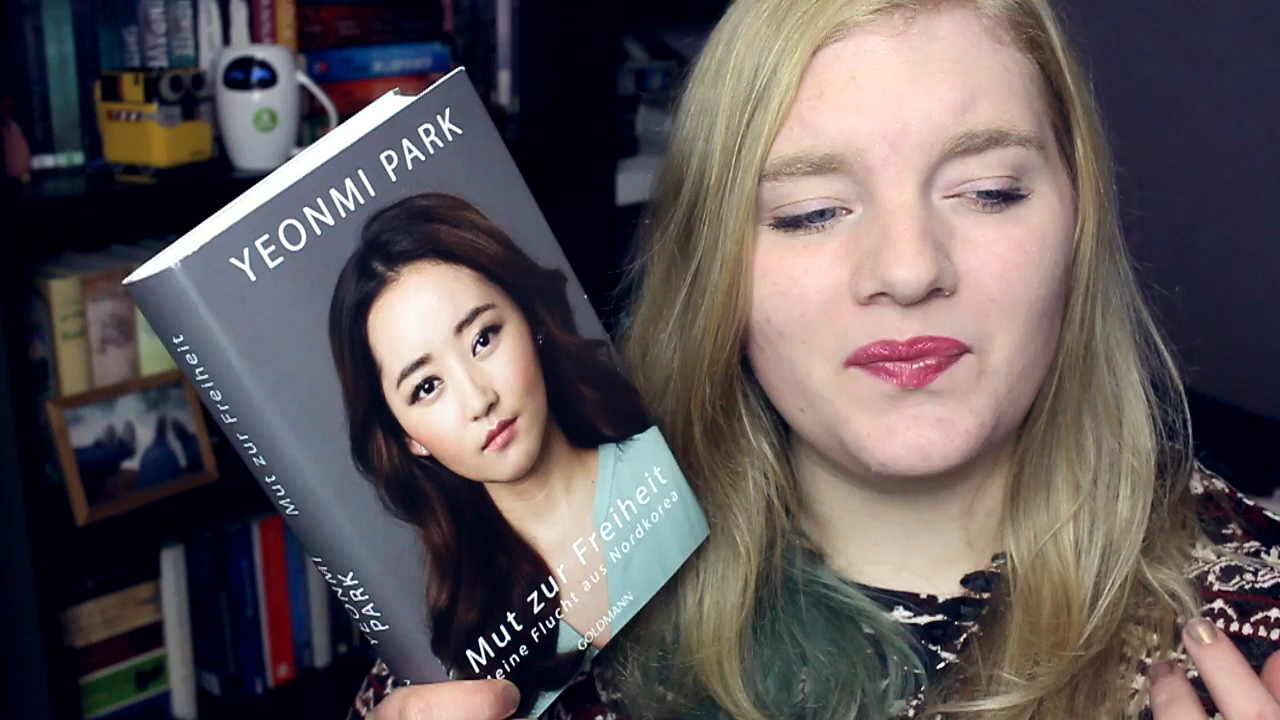 YEONMI PARK
Mut zur Freiheit
Meine Flucht aus Nordkorea
GOLDMANN
Mut zur Freiheit
YEONMI
PARK